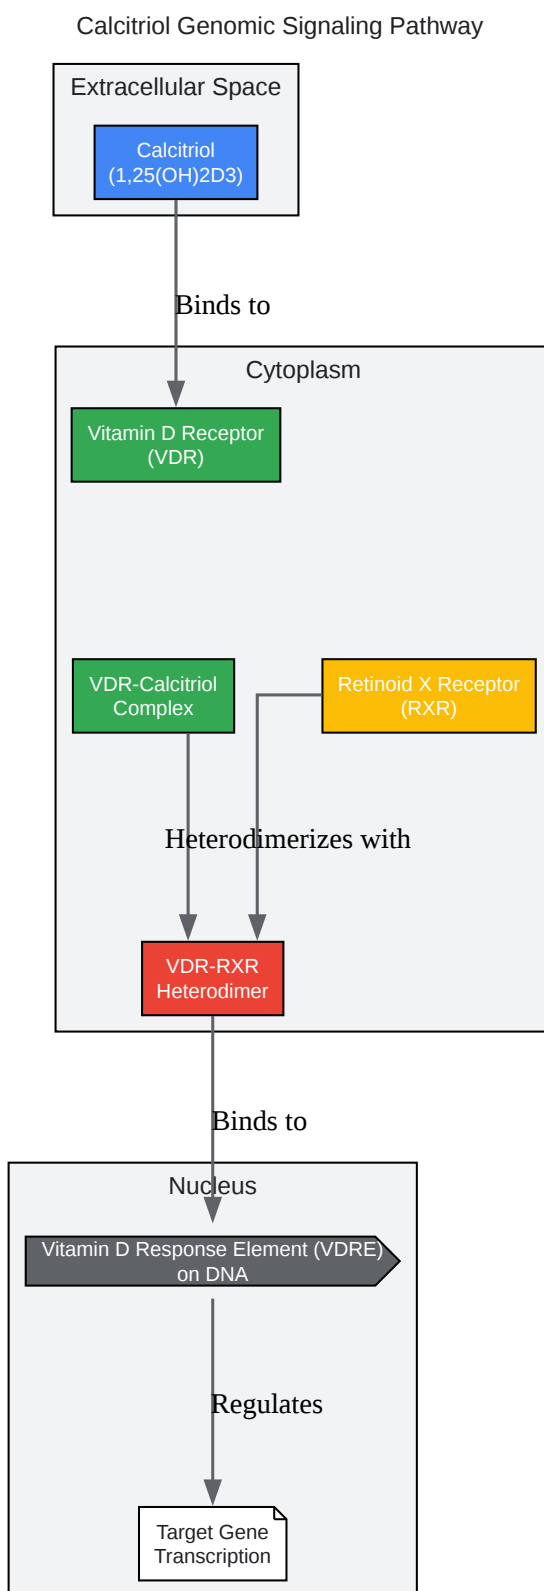 Calcitriol Genomic Signaling Pathway
Extracellular Space
Calcitriol
(1,25(OH)2D3)
Binds to
Cytoplasm
Vitamin D Receptor
(VDR)
VDR-Calcitriol
Complex
Retinoid X Receptor
(RXR)
Heterodimerizes with
VDR-RXR
Heterodimer
Binds to
Nucleus
Vitamin D Response Element (VDRE)
on DNA
Regulates
Target Gene
Transcription